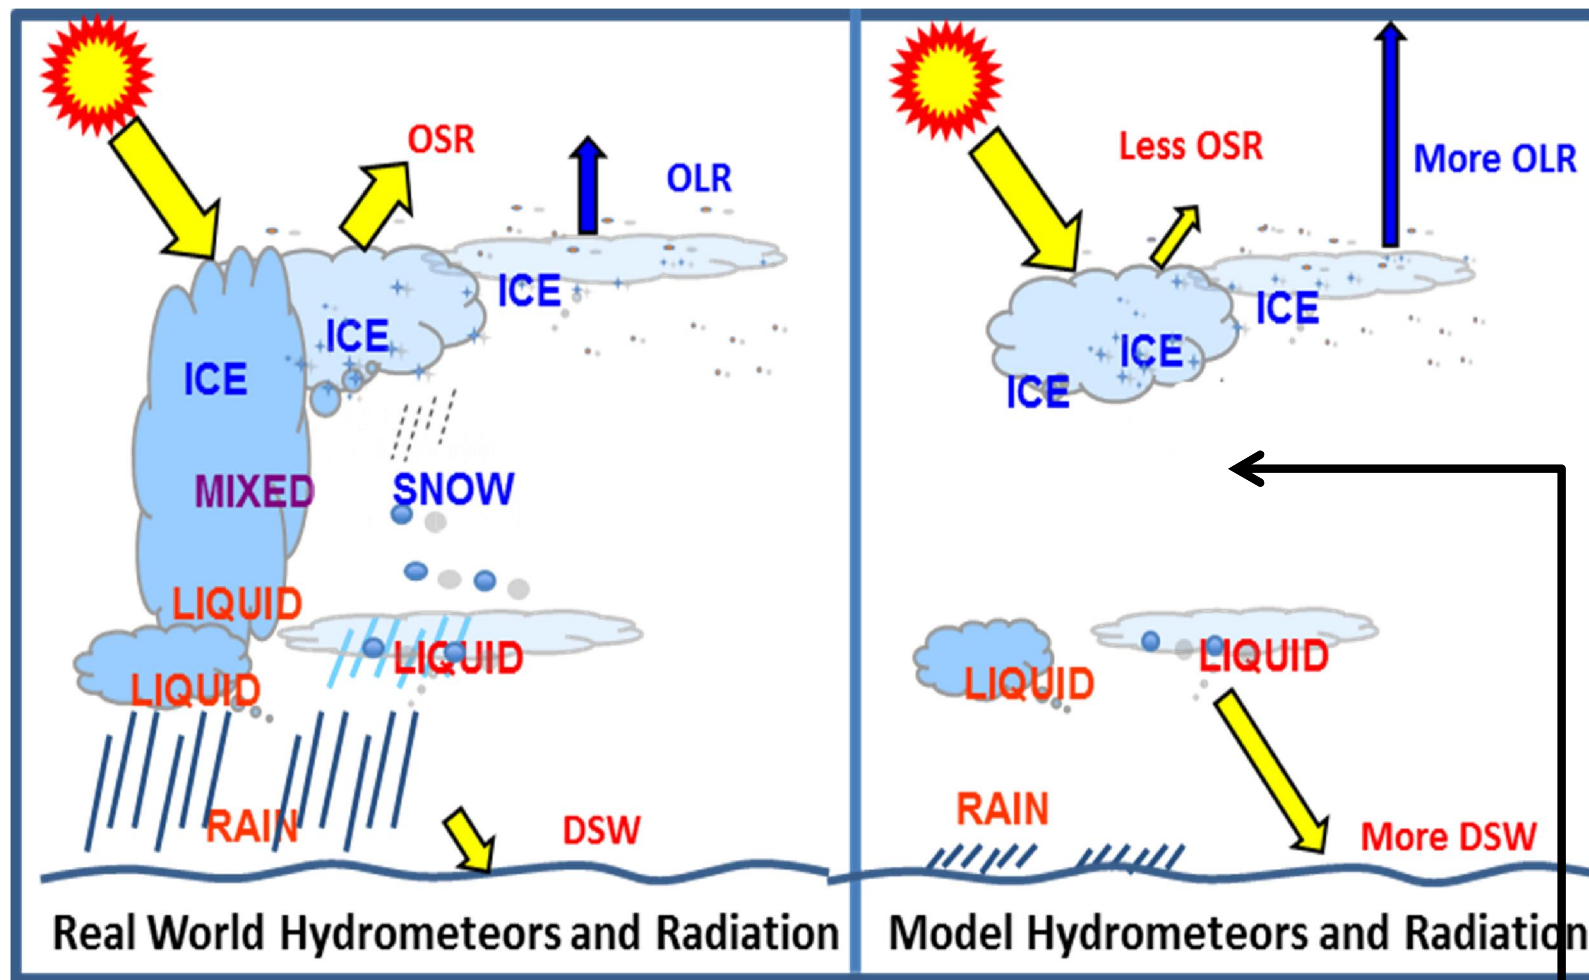 OSR
OLR
ICE
ICE
ICE
MIXED
SNOW
LIQUID
LIQUID
LIQUID
RAIN
DSW
Real World Hydrometeors and Radiation
Less OSR
More OLR
ICE
ICE
ICE
LIQUID
LIQUID
RAIN
More DSW
Model Hydrometeors and Radiation